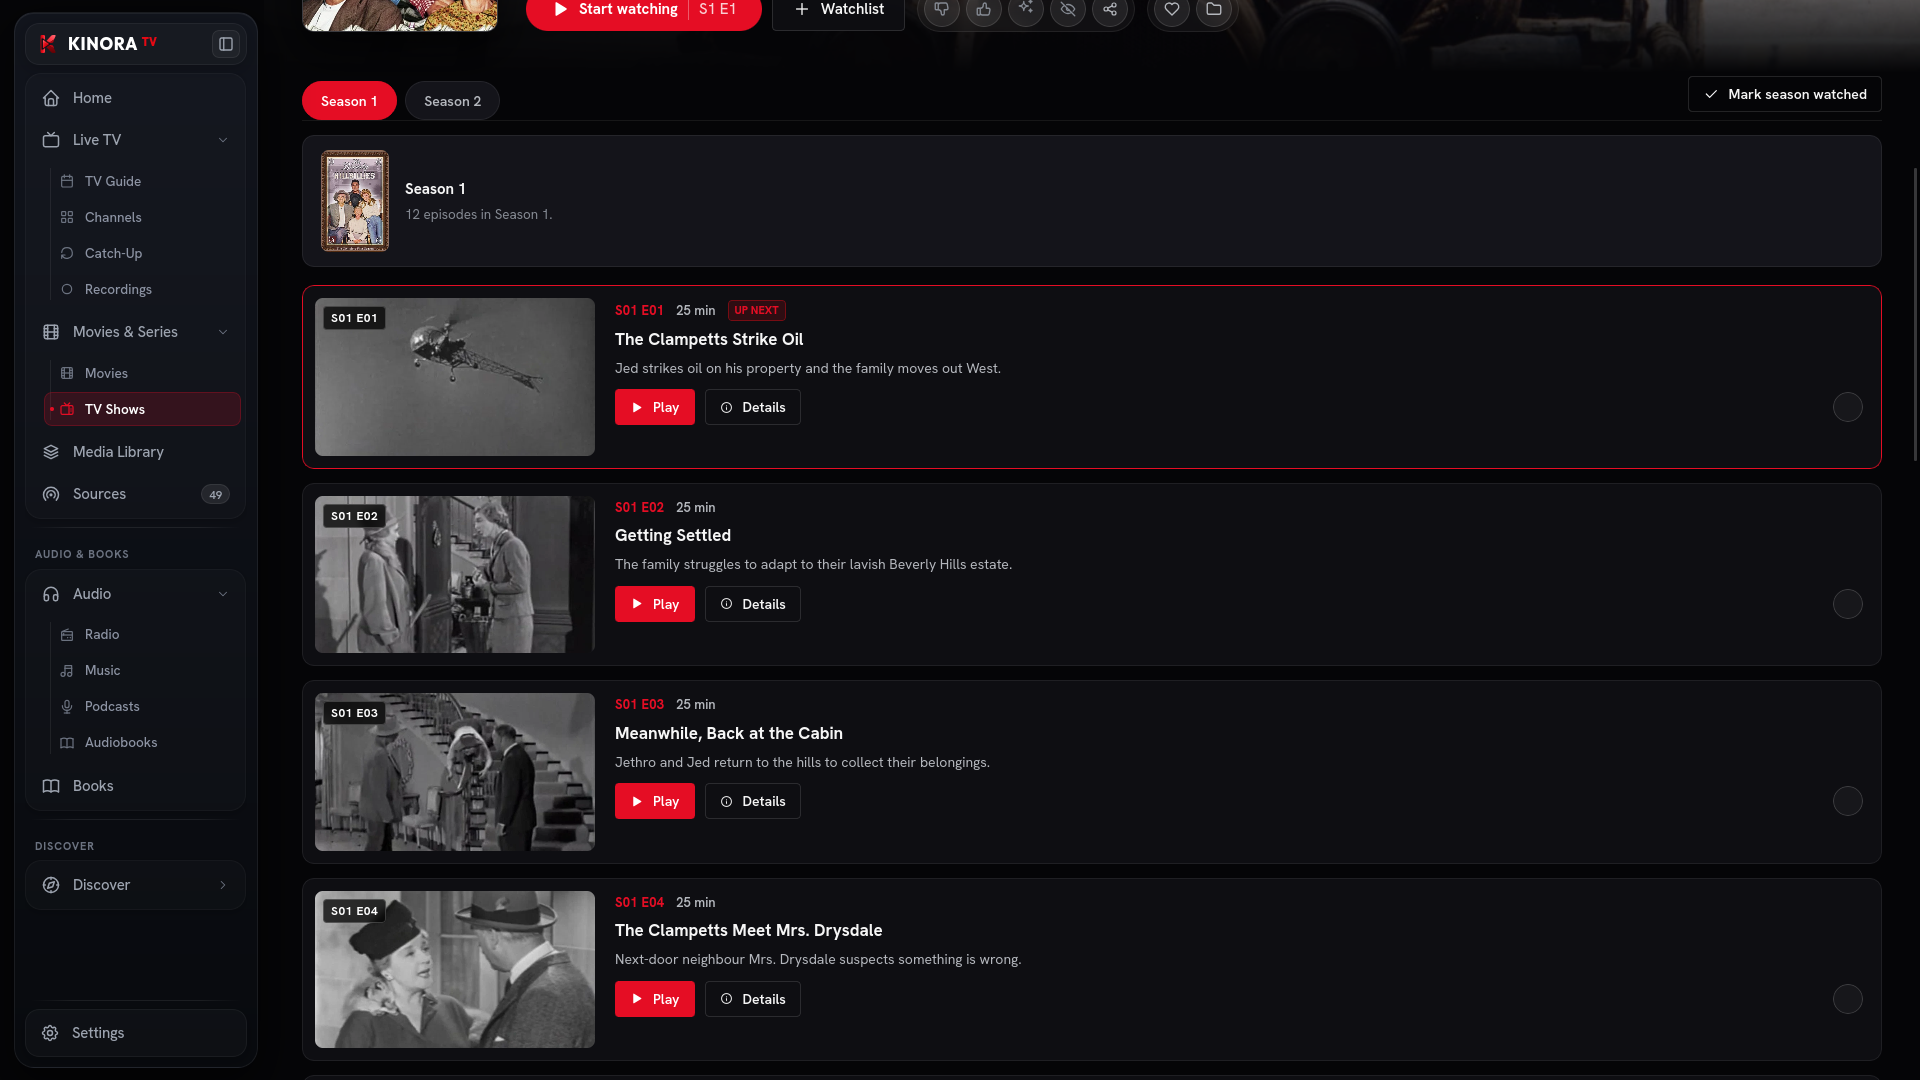 Start watching S1 E1
Watchlist
KINORA TV
Home
Live TV
TV Guide
Channels
Catch-Up
Recordings
Movies & Series
Movies
TV Shows
Media Library
Sources 49
AUDIO & BOOKS
Audio
Radio
Music
Podcasts
Audiobooks
Books
DISCOVER
Discover
Settings
Season 1
Season 2
Mark season watched
HILLBILLIES
Season 1
12 episodes in Season 1.
S01 E01
S01 E01 25 min UP NEXT
The Clampetts Strike Oil
Jed strikes oil on his property and the family moves out West.
Play
Details
S01 E02
S01 E02 25 min
Getting Settled
The family struggles to adapt to their lavish Beverly Hills estate.
Play
Details
S01 E03
S01 E03 25 min
Meanwhile, Back at the Cabin
Jethro and Jed return to the hills to collect their belongings.
Play
Details
S01 E04
S01 E04 25 min
The Clampetts Meet Mrs. Drysdale
Next-door neighbour Mrs. Drysdale suspects something is wrong.
Play
Details